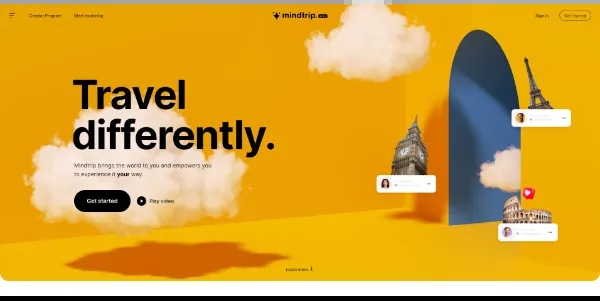 Creator Program
Start exploring
mindtrip.
Sign in
Get started
Travel
differently.
Mindtrip brings the world to you and empowers you
to experience it your way.
Get started
Play video
Learn more